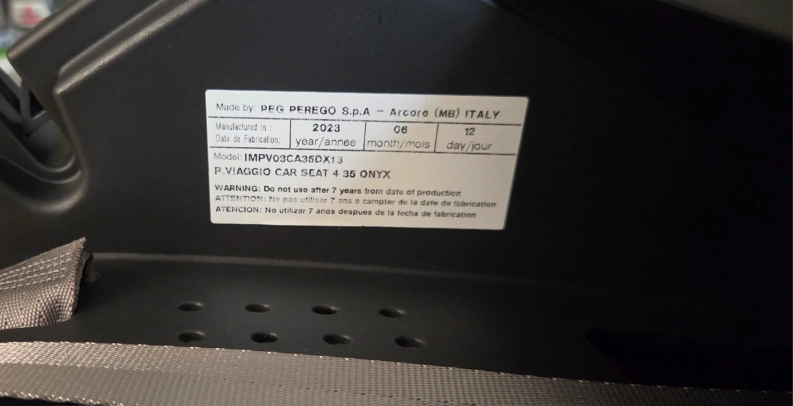 Made by: PEG PEREGO S.p.A - Arcore (MB) ITALY
Manufactured In : 2023 06 12
Date de Fabrication: year/annee month/mois day/jour
Model: IMPV03CA35DX13
P.VIAGGIO CAR SEAT 4 35 ONYX
WARNING: Do not use after 7 years from date of production
ATTENTION: Ne pas utiliser 7 ans a compter de la date de fabrication
ATENCION: No utilizar 7 anos despues de la fecha de fabrication